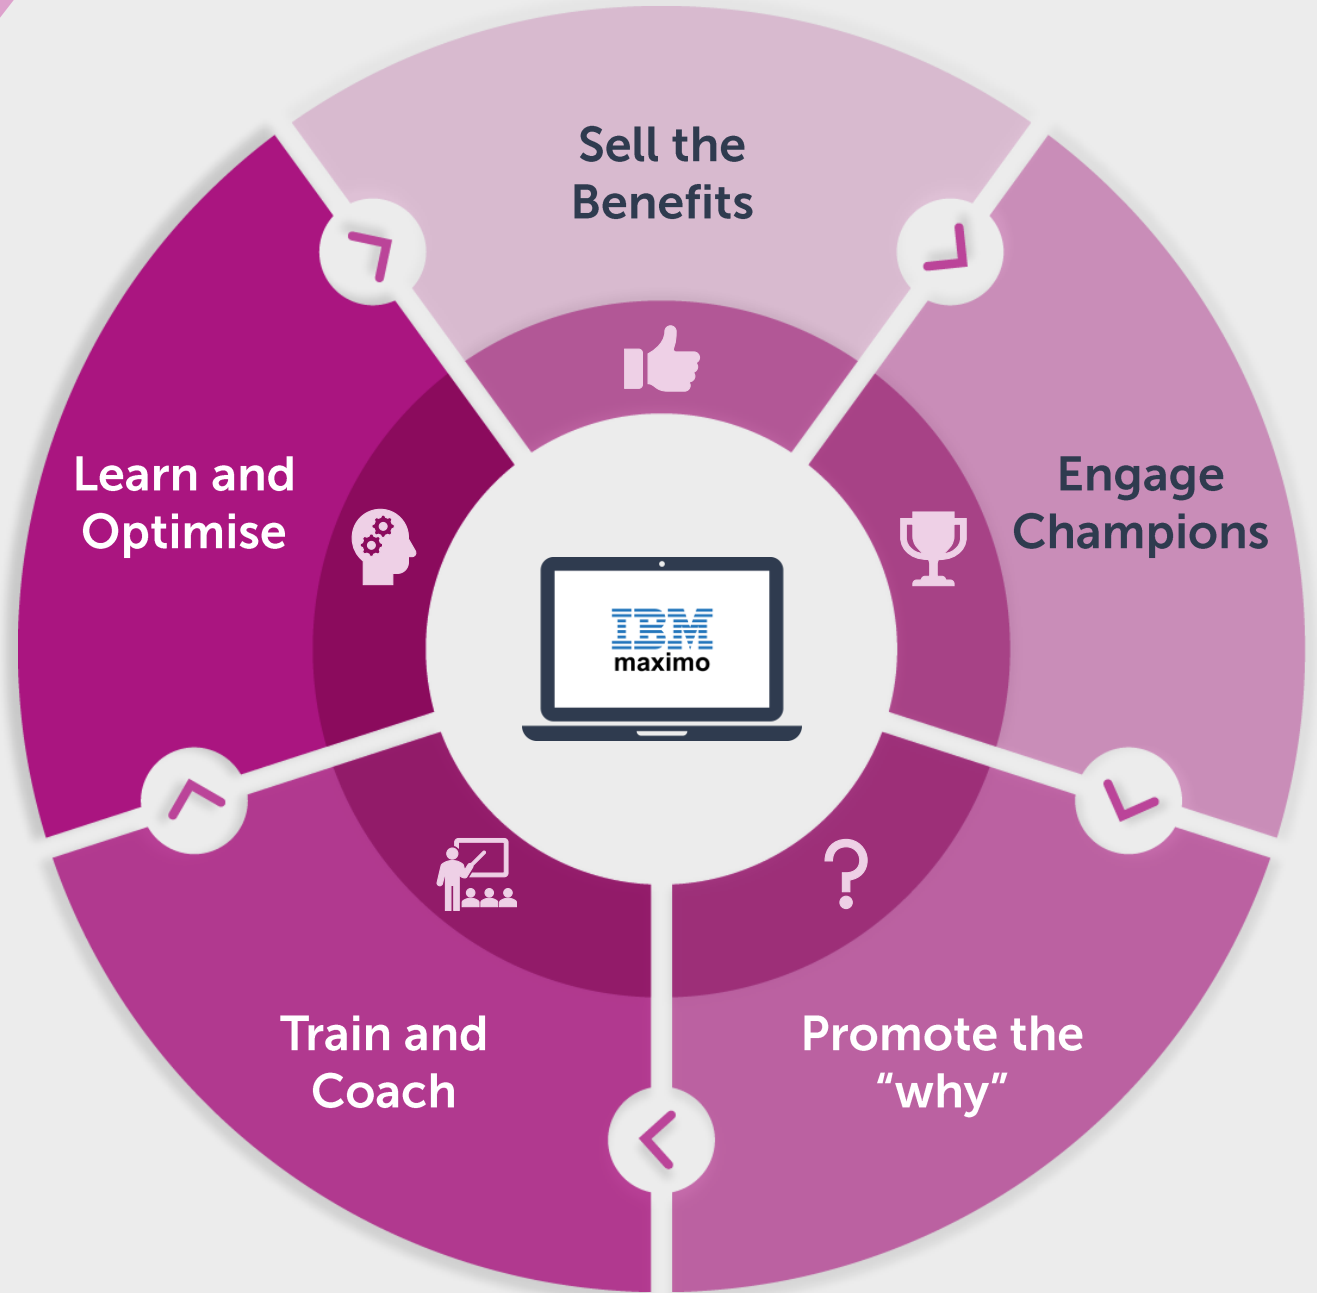 Sell the
Benefits
Engage
Champions
Promote the
“why”
Train and
Coach
Learn and
Optimise
IBM
maximo